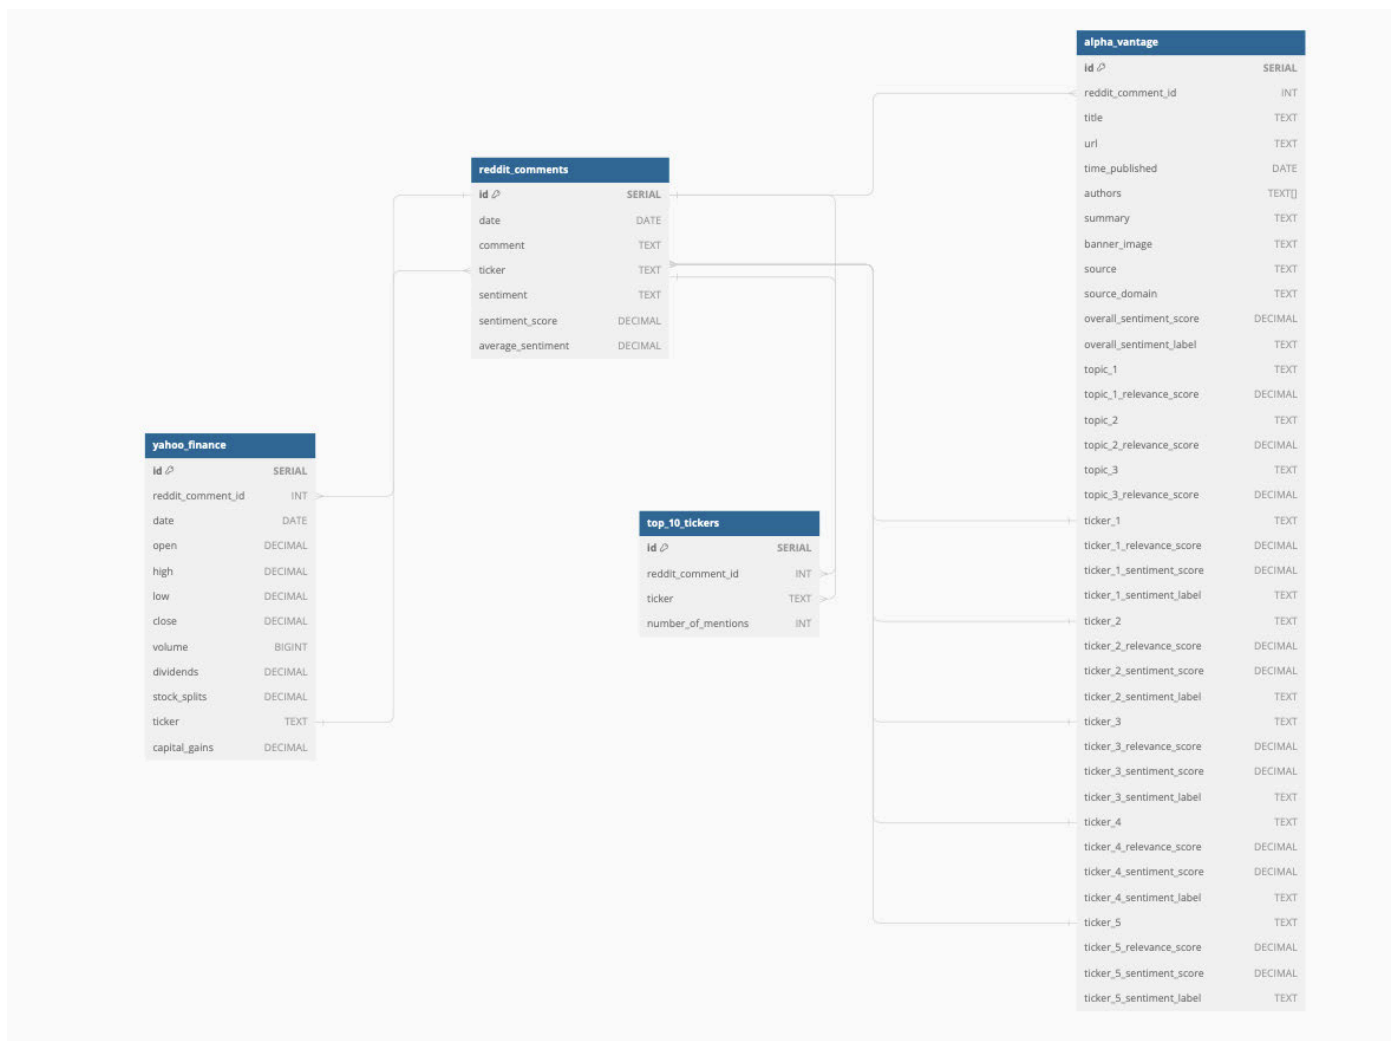 alpha_vantage
id SERIAL
reddit_comment_id INT
title TEXT
url TEXT
time_published DATE
authors TEXT[]
summary TEXT
banner_image TEXT
source TEXT
source_domain TEXT
overall_sentiment_score DECIMAL
overall_sentiment_label TEXT
topic_1 TEXT
topic_1_relevance_score DECIMAL
topic_2 TEXT
topic_2_relevance_score DECIMAL
topic_3 TEXT
topic_3_relevance_score DECIMAL
ticker_1 TEXT
ticker_1_relevance_score DECIMAL
ticker_1_sentiment_score DECIMAL
ticker_1_sentiment_label TEXT
ticker_2 TEXT
ticker_2_relevance_score DECIMAL
ticker_2_sentiment_score DECIMAL
ticker_2_sentiment_label TEXT
ticker_3 TEXT
ticker_3_relevance_score DECIMAL
ticker_3_sentiment_score DECIMAL
ticker_3_sentiment_label TEXT
ticker_4 TEXT
ticker_4_relevance_score DECIMAL
ticker_4_sentiment_score DECIMAL
ticker_4_sentiment_label TEXT
ticker_5 TEXT
ticker_5_relevance_score DECIMAL
ticker_5_sentiment_score DECIMAL
ticker_5_sentiment_label TEXT
reddit_comments
id SERIAL
date DATE
comment TEXT
ticker TEXT
sentiment TEXT
sentiment_score DECIMAL
average_sentiment DECIMAL
yahoo_finance
id SERIAL
reddit_comment_id INT
date DATE
open DECIMAL
high DECIMAL
low DECIMAL
close DECIMAL
volume BIGINT
dividends DECIMAL
stock_splits DECIMAL
ticker TEXT
capital_gains DECIMAL
top_10_tickers
id SERIAL
reddit_comment_id INT
ticker TEXT
number_of_mentions INT